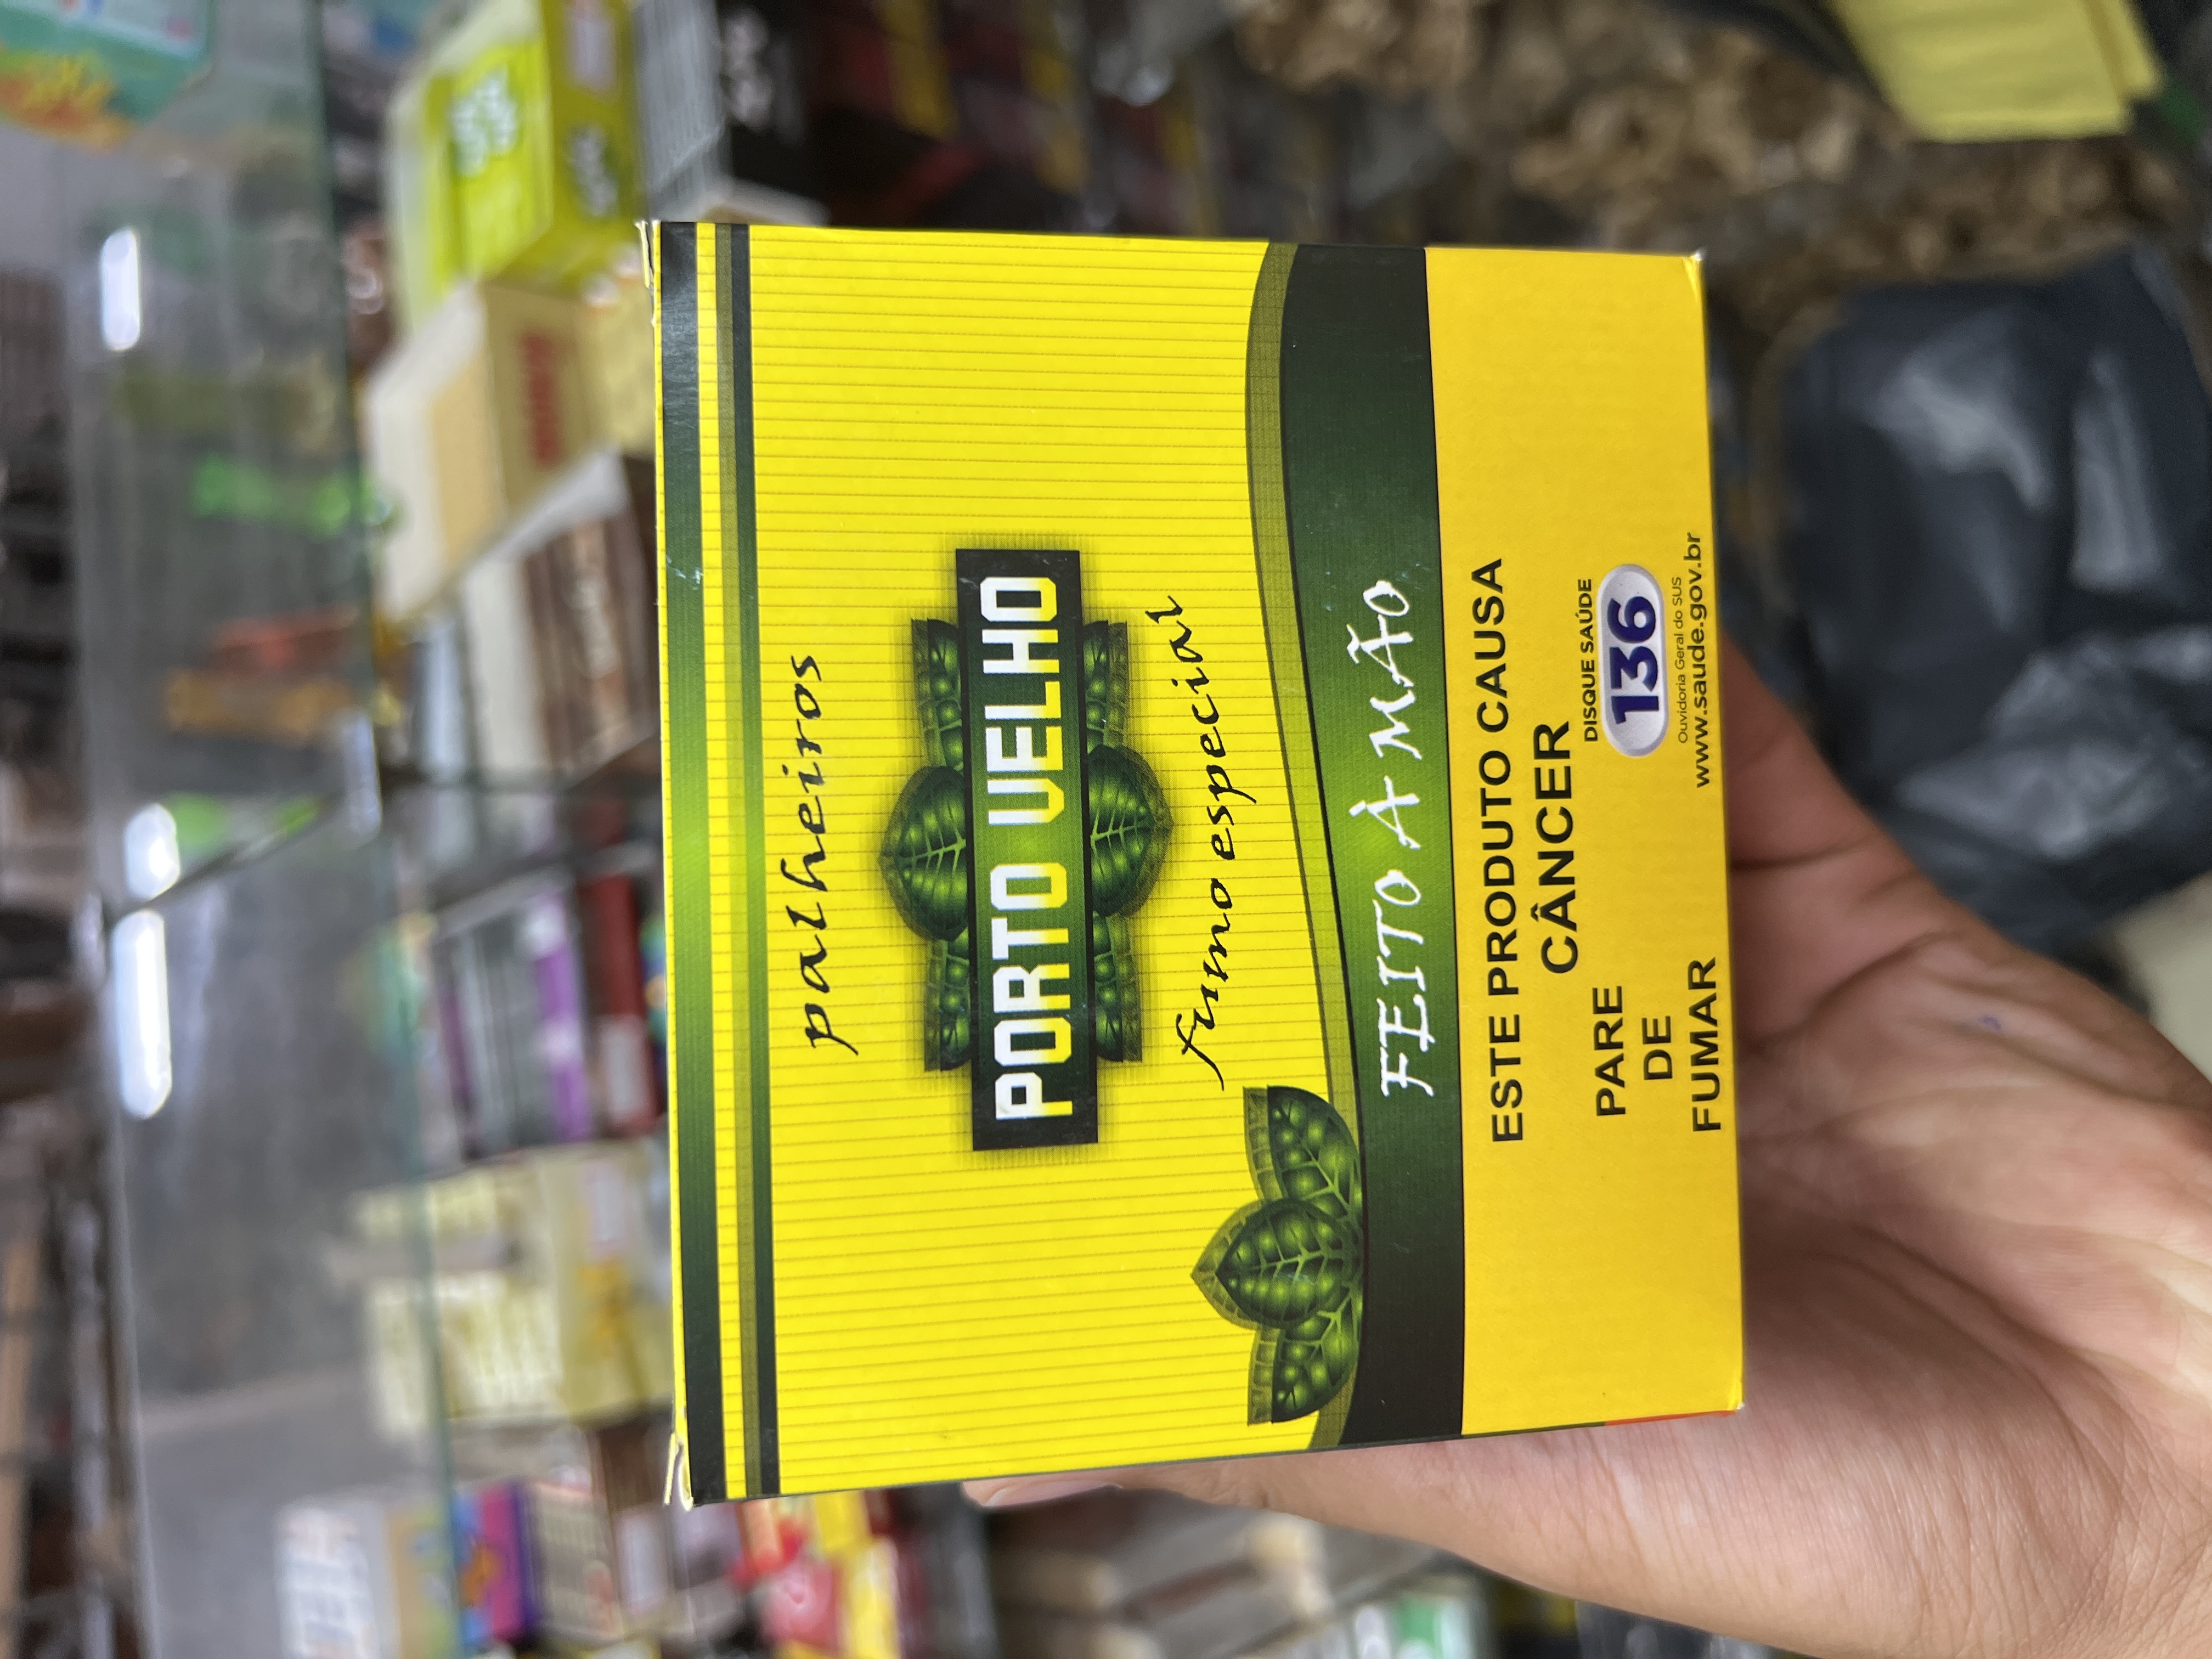 palheiros
PORTO VELHO
fumo especial
FEITO À MÃO
ESTE PRODUTO CAUSA
CÂNCER
PARE
DE
FUMAR
DISQUE SAÚDE
136
Ouvidoria Geral do SUS
www.saude.gov.br